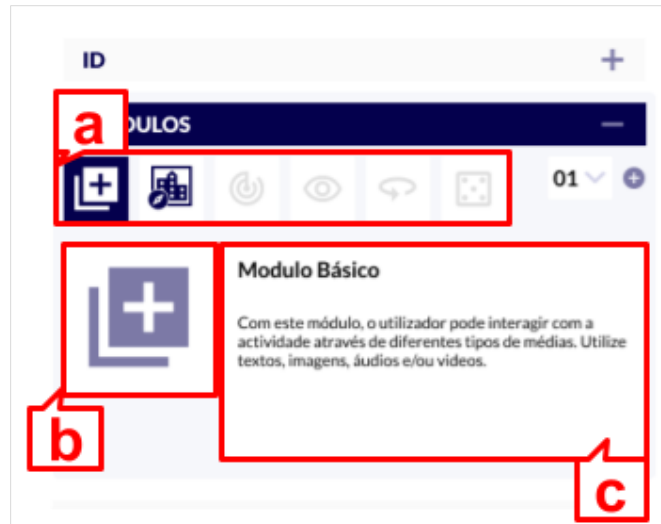 ID
a
DULOS
01
Modulo Básico
Com este módulo, o utilizador pode interagir com a
actividade através de diferentes tipos de médias. Utilize
textos, imagens, áudios e/ou videos.
b
c